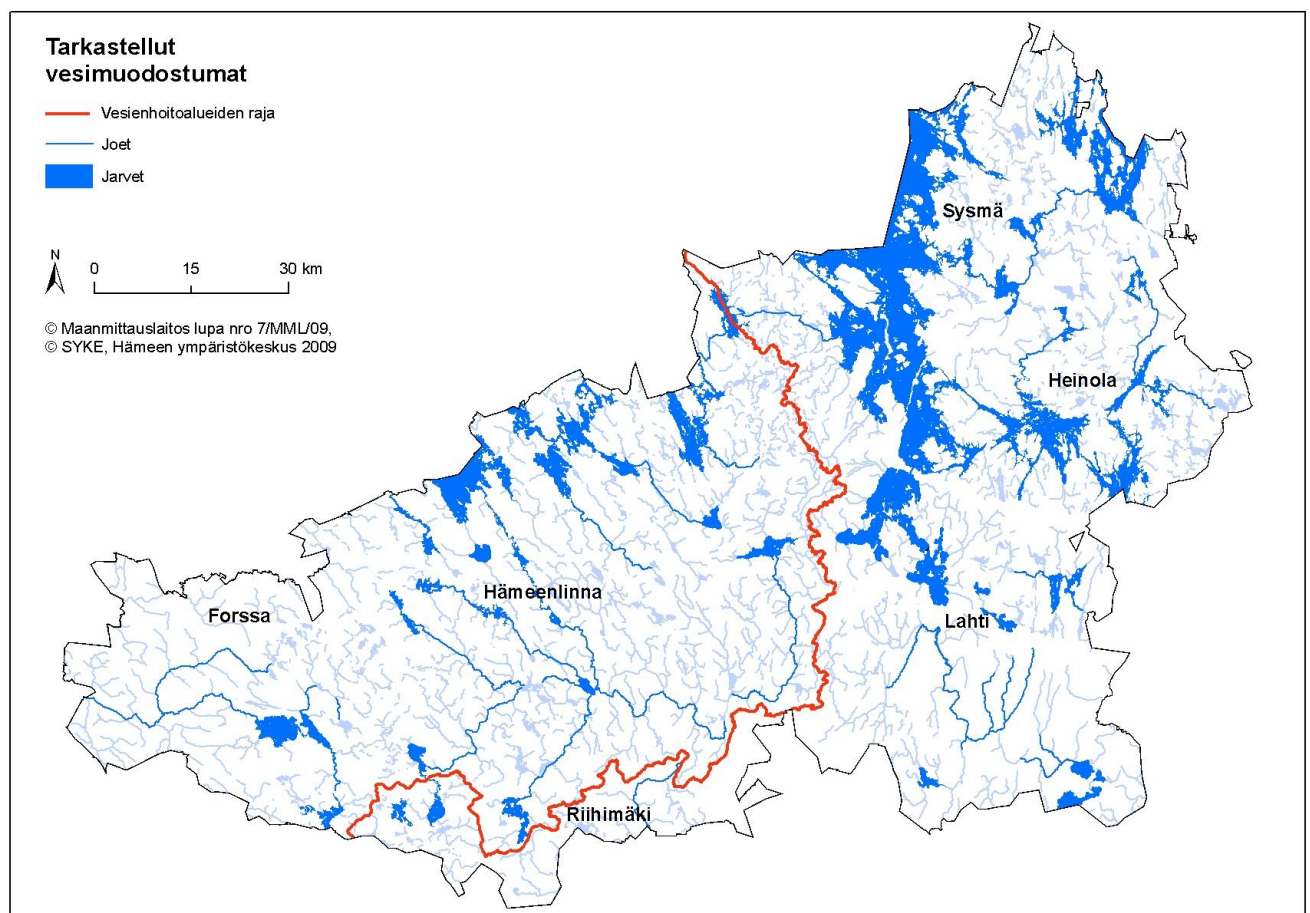 Tarkastellut
vesimuodostumat
Vesienhoitoalueiden raja
Joet
Jarvet
N
0 15 30 km
© Maanmittauslaitos lupa nro 7/MML/09,
© SYKE, Hämeen ympäristökeskus 2009
Sysmä
Heinola
Hämeenlinna
Forssa
Lahti
Riihimäki